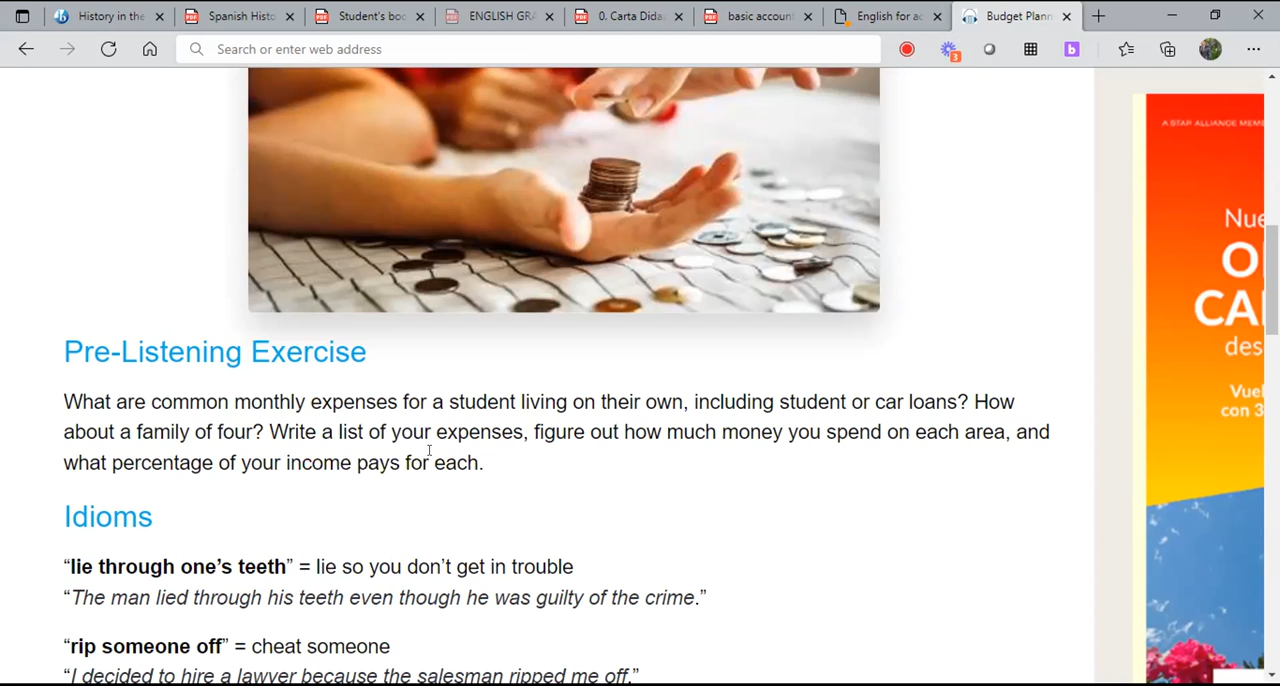 History in the
Spanish Histo
Student's boo
ENGLISH GRA
0. Carta Didac
basic account
English for ac
Budget Plann
Search or enter web address
3
b
A STAR ALLIANCE MEMB
Nue
O
CAI
des
Vuel
con 3
Pre-Listening Exercise
What are common monthly expenses for a student living on their own, including student or car loans? How
about a family of four? Write a list of your expenses, figure out how much money you spend on each area, and
what percentage of your income pays for each.
Idioms
“lie through one’s teeth” = lie so you don’t get in trouble
“The man lied through his teeth even though he was guilty of the crime.”
“rip someone off” = cheat someone
“I decided to hire a lawyer because the salesman ripped me off.”